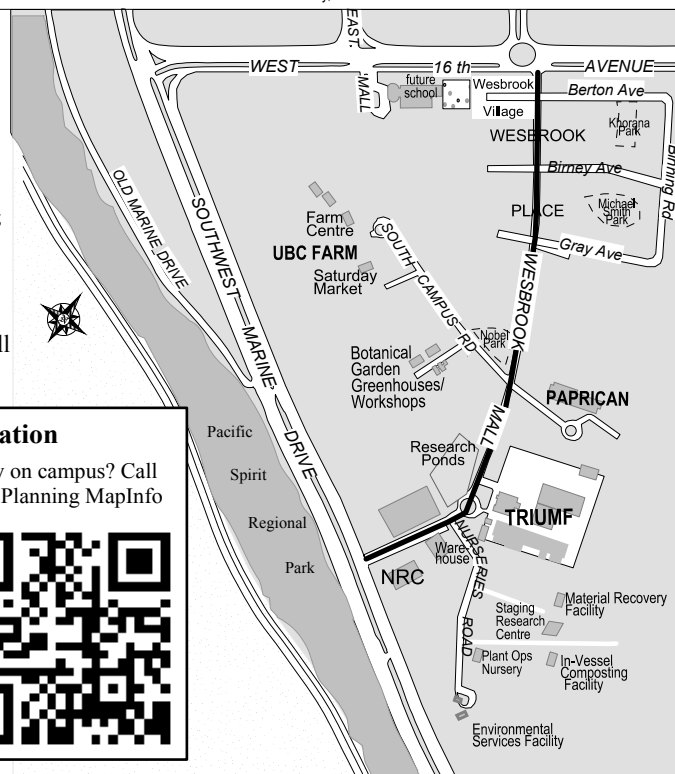 EAST.
MALL
WEST
16 th
AVENUE
future
school
Wesbrook
Village
Berton Ave
WESBROOK
Khorana
Park
Birney Ave
Binning Rd
PLACE
Michael
Smith
Park
Gray Ave
OLD MARINE DRIVE
SOUTHWEST MARINE DRIVE
Farm
Centre
UBC FARM
Saturday
Market
SOUTH CAMPUS RD
WESBROOK MALL
Nobel
Park
Botanical
Garden
Greenhouses/
Workshops
PAPRICAN
Pacific
Spirit
Regional
Park
Research
Ponds
TRIUMF
Ware-
house
NRC
NURSERIES ROAD
Staging
Research
Centre
Material Recovery
Facility
Plant Ops
Nursery
In-Vessel
Composting
Facility
Environmental
Services Facility
ation
y on campus? Call
Planning MapInfo